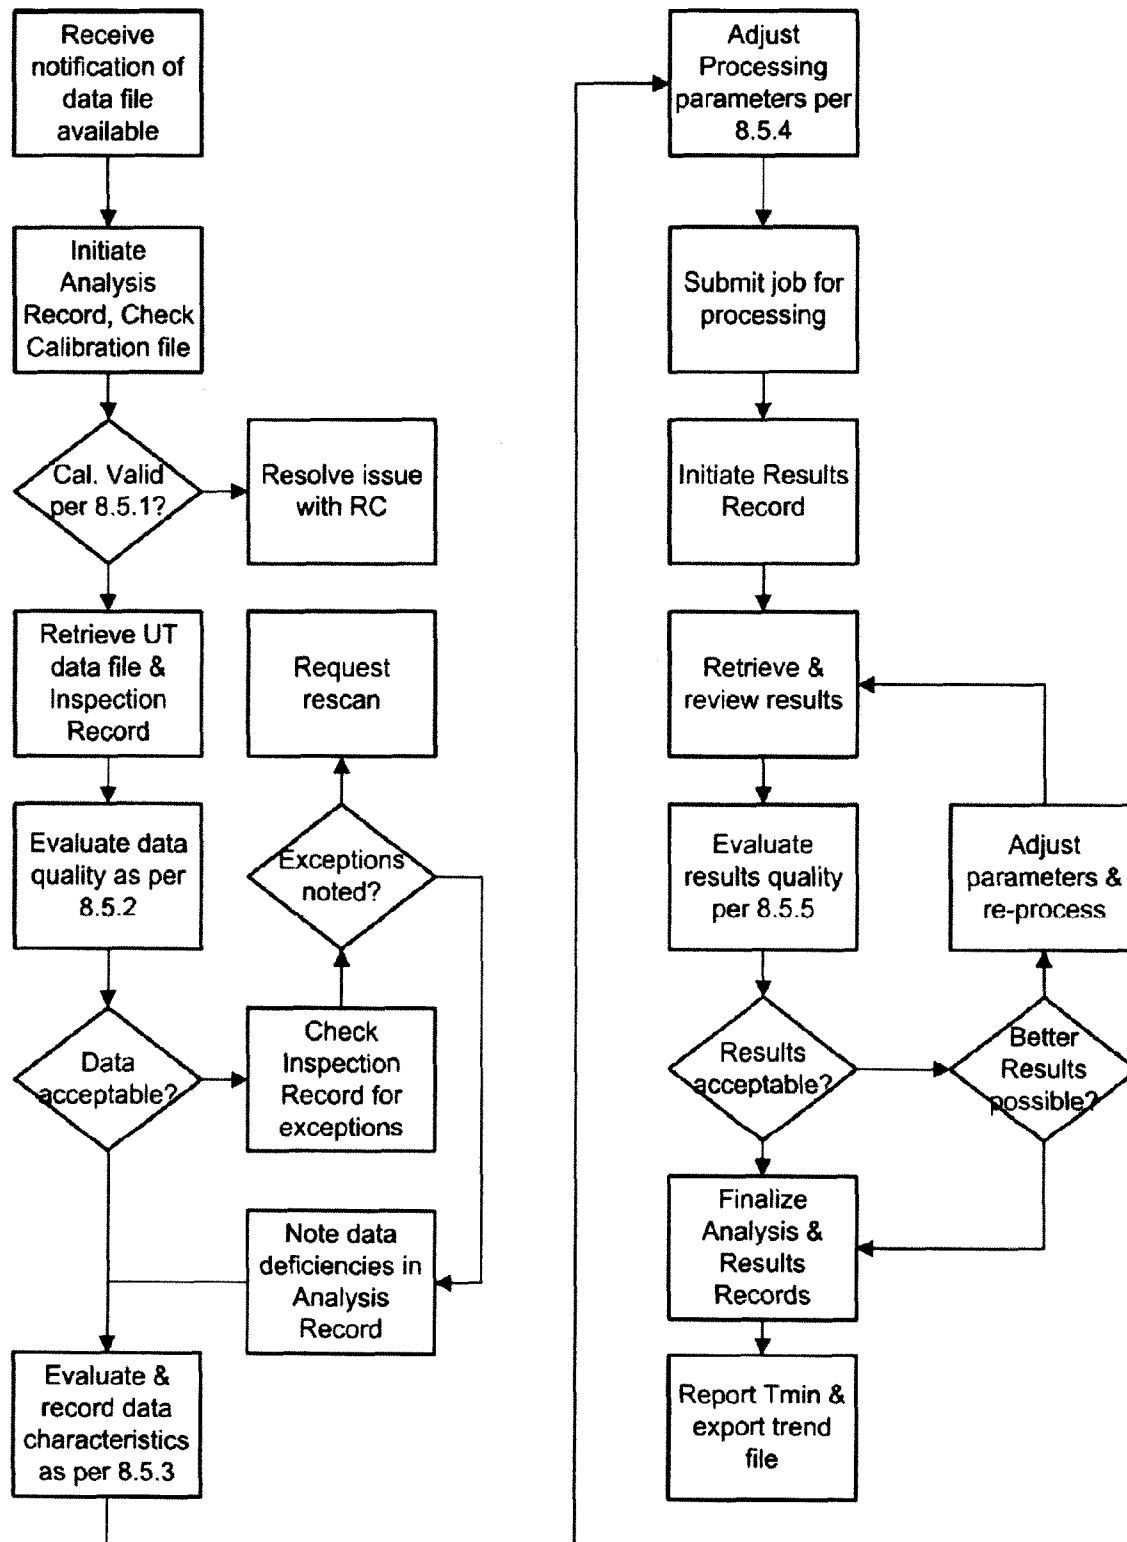 Receive
notification of
data file
available
Initiate
Analysis
Record, Check
Calibration file
Cal. Valid
per 8.5.1?
Resolve issue
with RC
Retrieve UT
data file &
Inspection
Record
Request
rescan
Evaluate data
quality as per
8.5.2
Exceptions
noted?
Data
acceptable?
Check
Inspection
Record for
exceptions
Note data
deficiencies in
Analysis
Record
Evaluate &
record data
characteristics
as per 8.5.3
Adjust
Processing
parameters per
8.5.4
Submit job for
processing
Initiate Results
Record
Retrieve &
review results
Evaluate
results quality
per 8.5.5
Adjust
parameters &
re-process
Results
acceptable?
Better
Results
possible?
Finalize
Analysis &
Results
Records
Report Tmin &
export trend
file